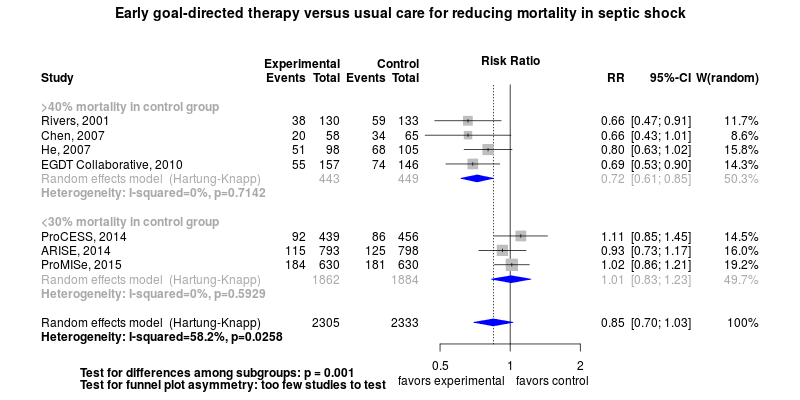 Early goal-directed therapy versus usual care for reducing mortality in septic shock
Experimental Control Risk Ratio
Study Events Total Events Total RR 95%-CI W(random)
>40% mortality in control group
Rivers, 2001 38 130 59 133 0.66 [0.47; 0.91] 11.7%
Chen, 2007 20 58 34 65 0.66 [0.43; 1.01] 8.6%
He, 2007 51 98 68 105 0.80 [0.63; 1.02] 15.8%
EGDT Collaborative, 2010 55 157 74 146 0.69 [0.53; 0.90] 14.3%
Random effects model (Hartung-Knapp) 443 449 0.72 [0.61; 0.85] 50.3%
Heterogeneity: I-squared=0%, p=0.7142
<30% mortality in control group
ProCESS, 2014 92 439 86 456 1.11 [0.85; 1.45] 14.5%
ARISE, 2014 115 793 125 798 0.93 [0.73; 1.17] 16.0%
ProMISe, 2015 184 630 181 630 1.02 [0.86; 1.21] 19.2%
Random effects model (Hartung-Knapp) 1862 1884 1.01 [0.83; 1.23] 49.7%
Heterogeneity: I-squared=0%, p=0.5929
Random effects model (Hartung-Knapp) 2305 2333 0.85 [0.70; 1.03] 100%
Heterogeneity: I-squared=58.2%, p=0.0258
0.5 1 2
Test for differences among subgroups: p = 0.001
Test for funnel plot asymmetry: too few studies to test
favors experimental favors control